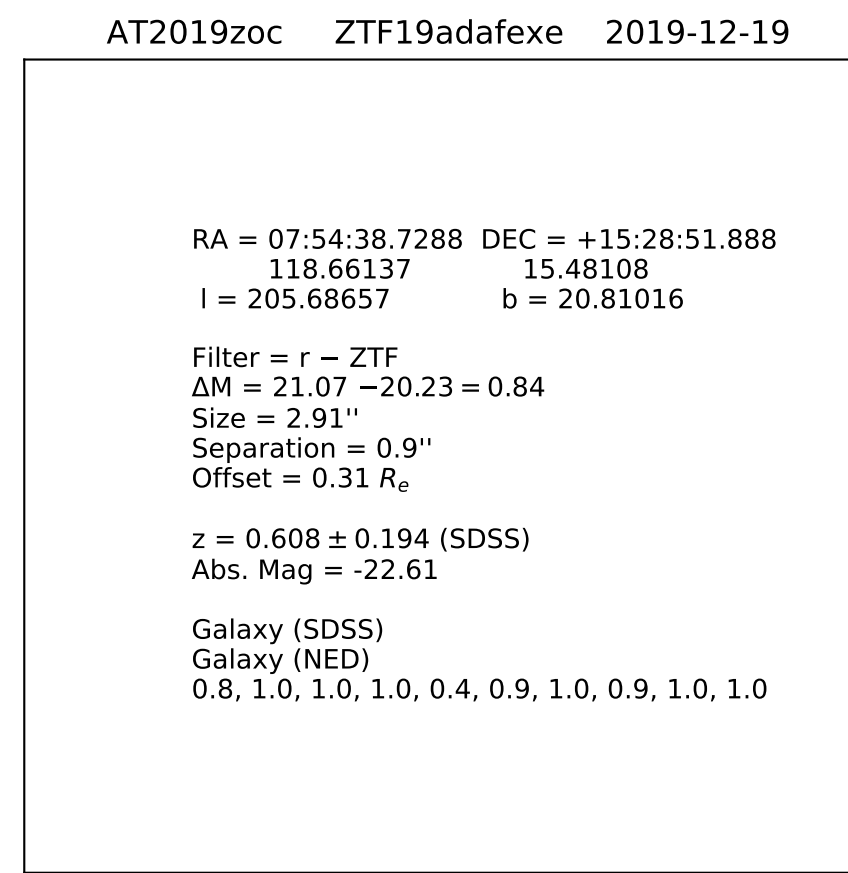 AT2019zoc ZTF19adafexe 2019-12-19
RA = 07:54:38.7288 DEC = +15:28:51.888
118.66137 15.48108
l = 205.68657 b = 20.81016
Filter = r − ZTF
ΔM = 21.07 −20.23 = 0.84
Size = 2.91''
Separation = 0.9''
Offset = 0.31 Re
z = 0.608 ± 0.194 (SDSS)
Abs. Mag = -22.61
Galaxy (SDSS)
Galaxy (NED)
0.8, 1.0, 1.0, 1.0, 0.4, 0.9, 1.0, 0.9, 1.0, 1.0